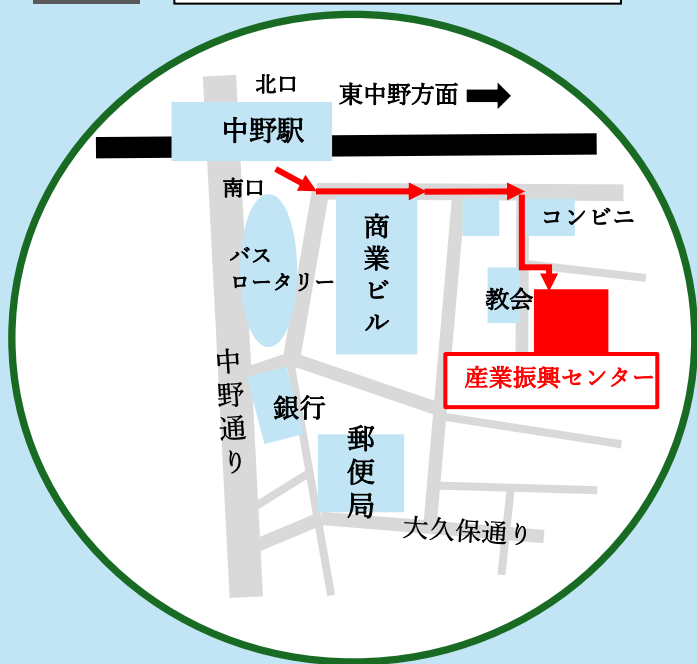 北口
東中野方面
中野駅
南口
バス
ロータリー
商業ビル
コンビニ
教会
産業振興センター
中野通り
銀行
郵便局
大久保通り